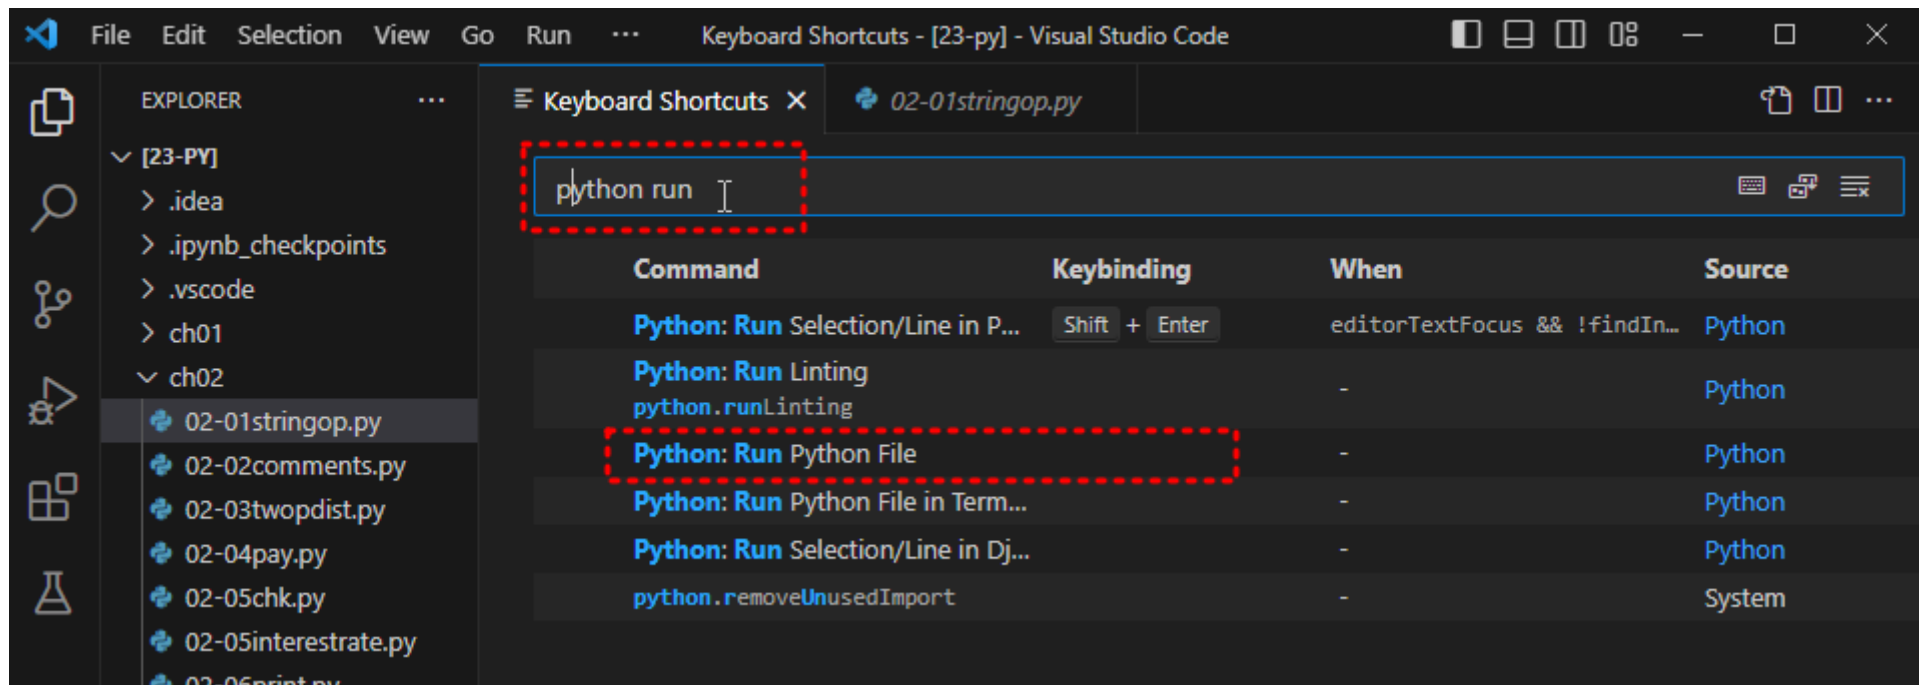 File Edit Selection View Go Run ··· Keyboard Shortcuts - [23-py] - Visual Studio Code
EXPLORER ···
[23-PY]
.idea
.ipynb_checkpoints
.vscode
ch01
ch02
02-01stringop.py
02-02comments.py
02-03twopdist.py
02-04pay.py
02-05chk.py
02-05interestrate.py
02-06print.py
Keyboard Shortcuts 02-01stringop.py
python run
Command Keybinding When Source
Python: Run Selection/Line in P... Shift + Enter editorTextFocus && !findIn… Python
Python: Run Linting
python.runLinting - Python
Python: Run Python File - Python
Python: Run Python File in Term... - Python
Python: Run Selection/Line in Dj... - Python
python.removeUnusedImport - System